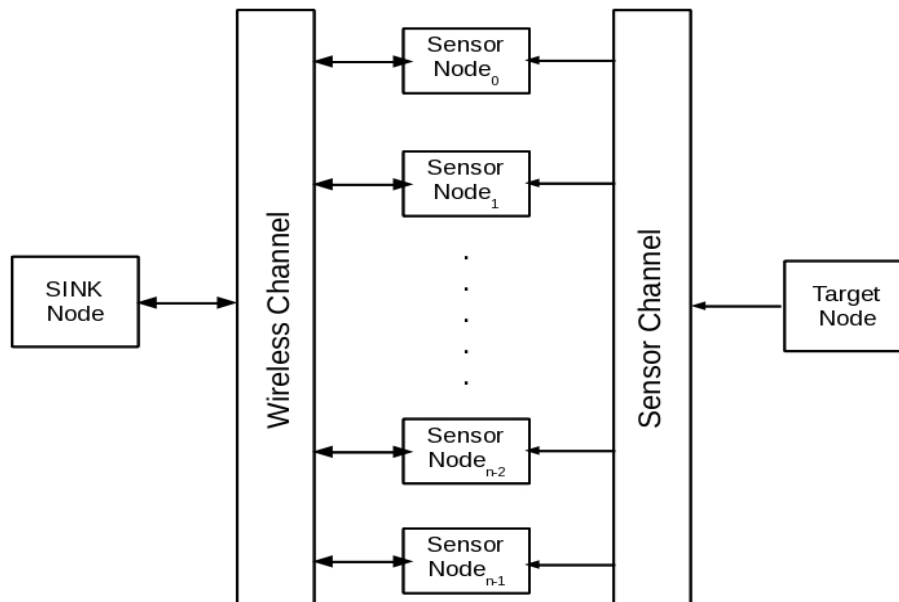 Sensor
Node0
Sensor
Node1
SINK
Node
Wireless Channel
Sensor Channel
Target
Node
Sensor
Noden-2
Sensor
Noden-1